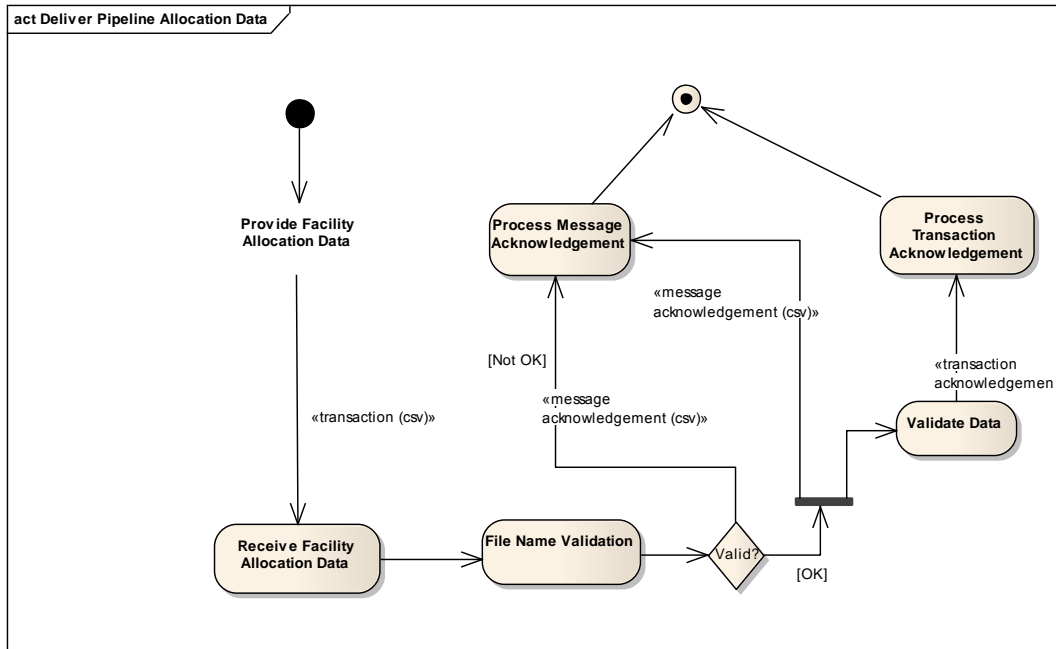 act Deliver Pipeline Allocation Data
Provide Facility
Allocation Data
Process Message
Acknowledgement
Process
Transaction
Acknowledgement
«message
acknowledgement (csv)»
[Not OK]
«transaction
acknowledgemen
«message
acknowledgement (csv)»
«transaction (csv)»
Validate Data
Receive Facility
Allocation Data
File Name Validation
Valid?
[OK]